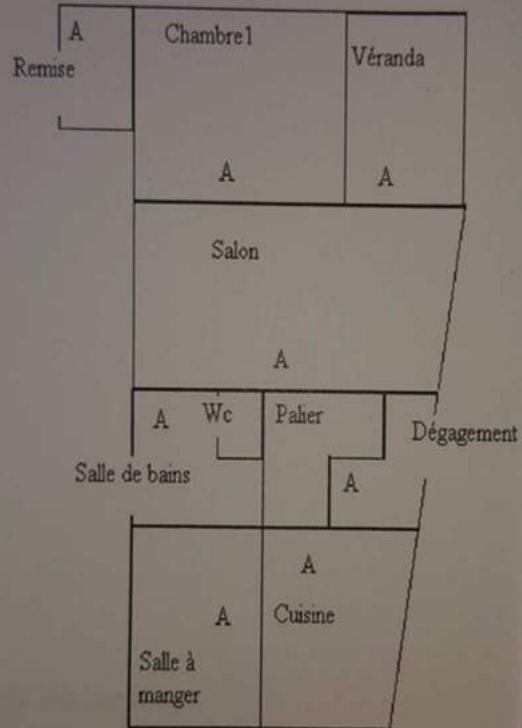 A
Remise
Chambre1
Véranda
A
A
Salon
A
A
Wc
Palier
Dégagement
Salle de bains
A
A
A
Cuisine
Salle à
manger